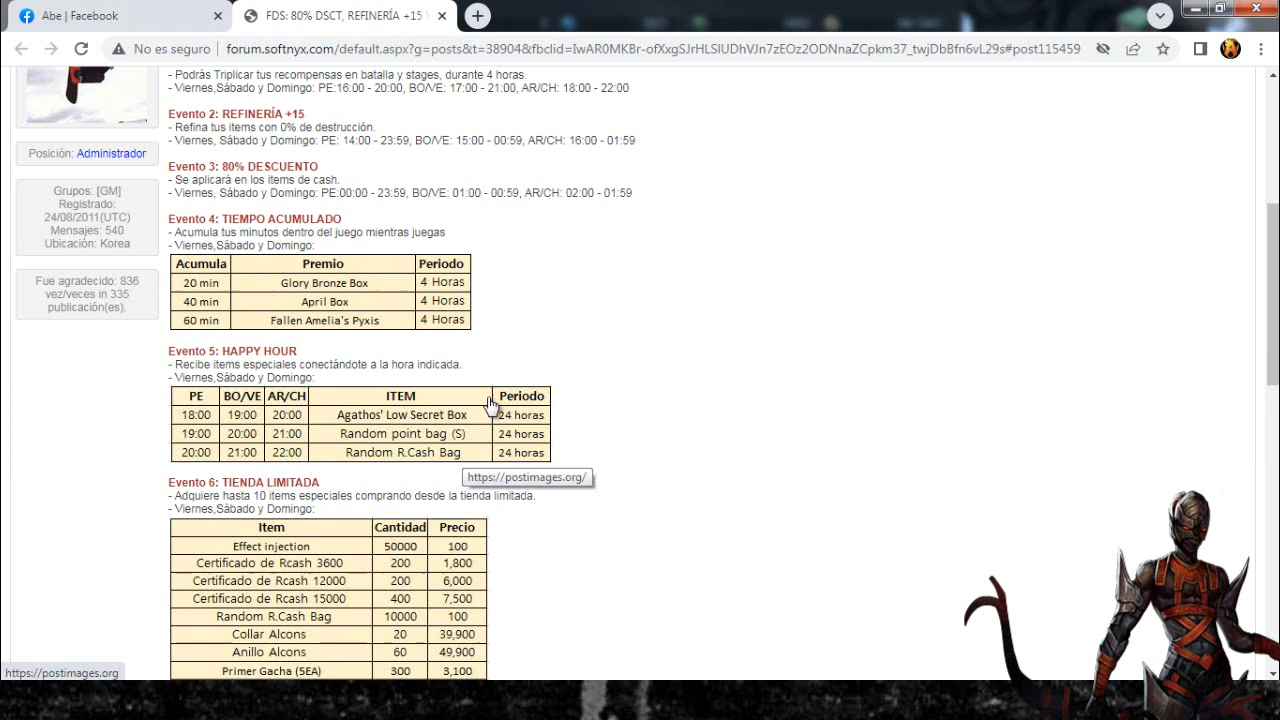 Abe | Facebook
FDS: 80% DSCT, REFINERÍA +15
No es seguro
forum.softnyx.com/default.aspx?g=posts&t=38904&fbclid=IwAR0MKBr-ofXxgSJrHLSlUDhVJn7zEOz2ODNnaZCpkm37_twjDbBfn6vL29s#post115459
- Podrás Triplicar tus recompensas en batalla y stages, durante 4 horas.
- Viernes,Sábado y Domingo: PE:16:00 - 20:00, BO/VE: 17:00 - 21:00, AR/CH: 18:00 - 22:00
Evento 2: REFINERÍA +15
- Refina tus items con 0% de destrucción.
- Viernes, Sábado y Domingo: PE: 14:00 - 23:59, BO/VE: 15:00 - 00:59, AR/CH: 16:00 - 01:59
Posición: Administrador
Evento 3: 80% DESCUENTO
- Se aplicará en los items de cash.
- Viernes, Sábado y Domingo: PE:00:00 - 23:59, BO/VE: 01:00 - 00:59, AR/CH: 02:00 - 01:59
Grupos: [GM]
Registrado:
24/08/2011(UTC)
Mensajes: 540
Ubicación: Korea
Evento 4: TIEMPO ACUMULADO
- Acumula tus minutos dentro del juego mientras juegas
- Viernes,Sábado y Domingo:
Acumula Premio Periodo
20 min Glory Bronze Box 4 Horas
40 min April Box 4 Horas
60 min Fallen Amelia's Pyxis 4 Horas
Fue agradecido: 836
vez/veces in 335
publicación(es).
Evento 5: HAPPY HOUR
- Recibe items especiales conectándote a la hora indicada.
- Viernes,Sábado y Domingo:
PE BO/VE AR/CH ITEM Periodo
18:00 19:00 20:00 Agathos' Low Secret Box 24 horas
19:00 20:00 21:00 Random point bag (S) 24 horas
20:00 21:00 22:00 Random R.Cash Bag 24 horas
https://postimages.org/
Evento 6: TIENDA LIMITADA
- Adquiere hasta 10 items especiales comprando desde la tienda limitada.
- Viernes,Sábado y Domingo:
Item Cantidad Precio
Effect injection 50000 100
Certificado de Rcash 3600 200 1,800
Certificado de Rcash 12000 200 6,000
Certificado de Rcash 15000 400 7,500
Random R.Cash Bag 10000 100
Collar Alcons 20 39,900
Anillo Alcons 60 49,900
Primer Gacha (5EA) 300 3,100
https://postimages.org